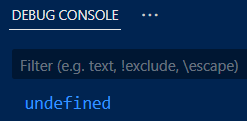 DEBUG CONSOLE ...
Filter (e.g. text, !exclude, \escape)
undefined